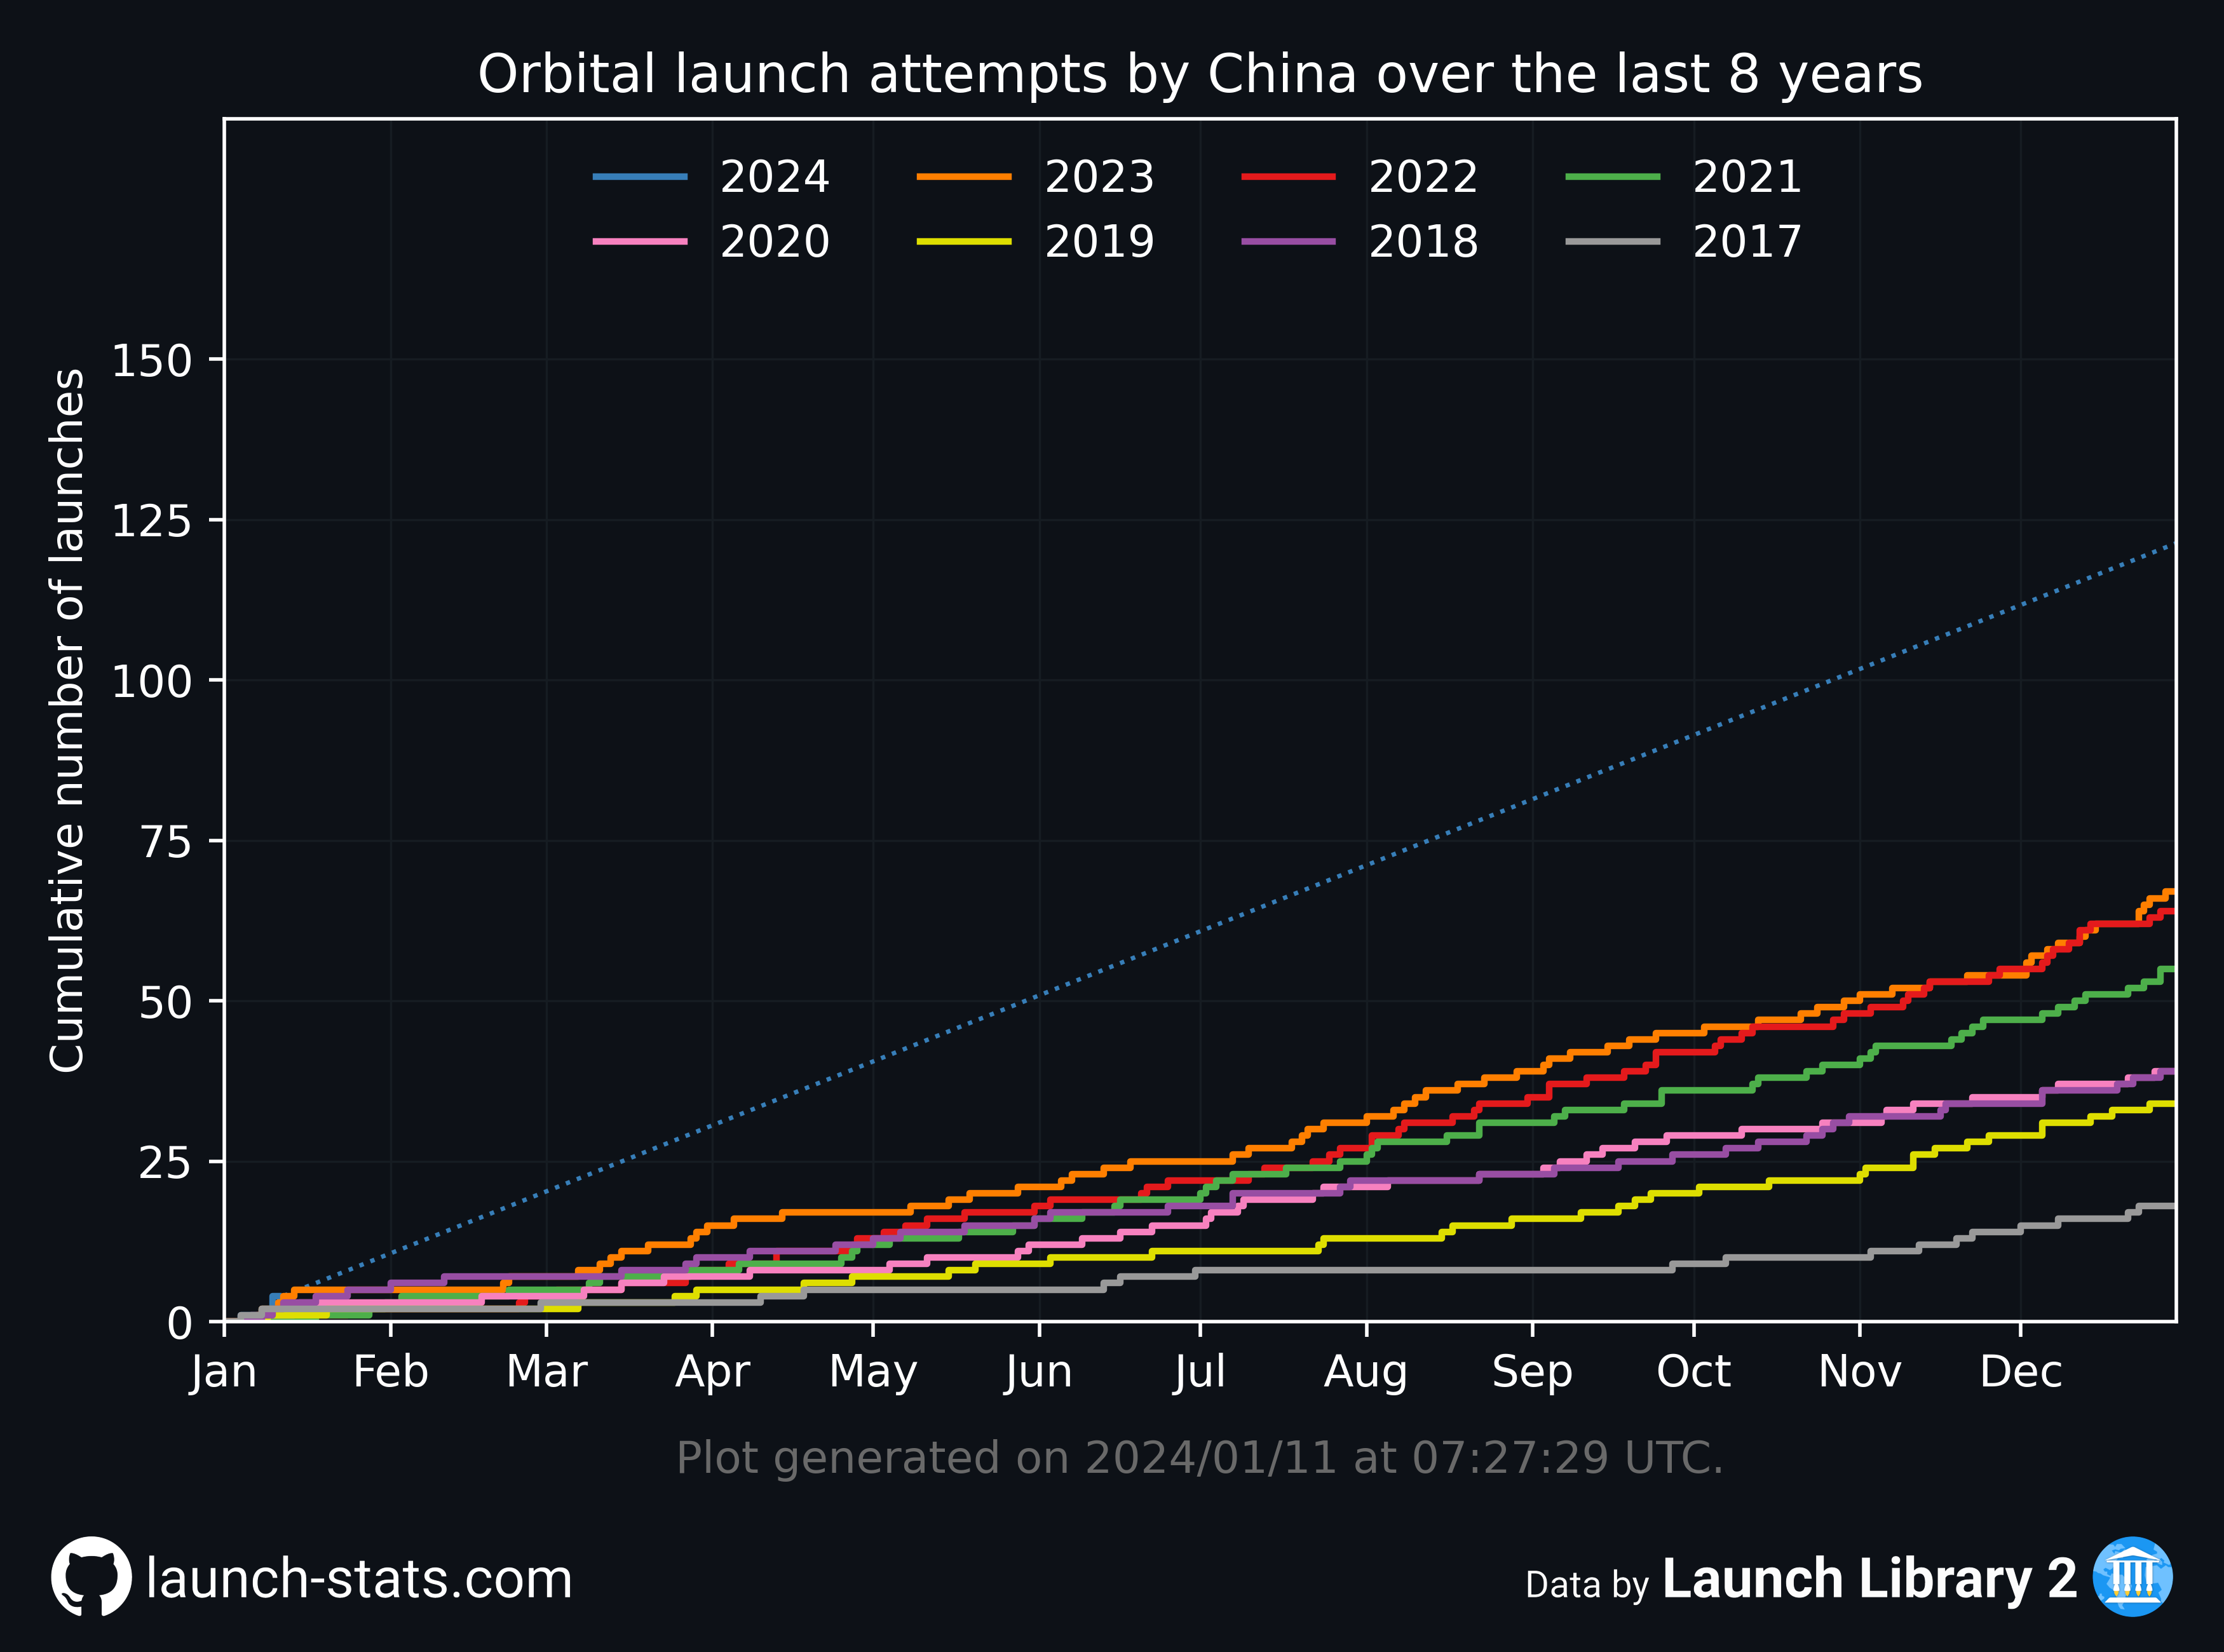 Orbital launch attempts by China over the last 8 years
2024 2023 2022 2021
2020 2019 2018 2017
Cumulative number of launches
150
125
100
75
50
25
0
Jan Feb Mar Apr May Jun Jul Aug Sep Oct Nov Dec
Plot generated on 2024/01/11 at 07:27:29 UTC.
launch-stats.com
Data by Launch Library 2